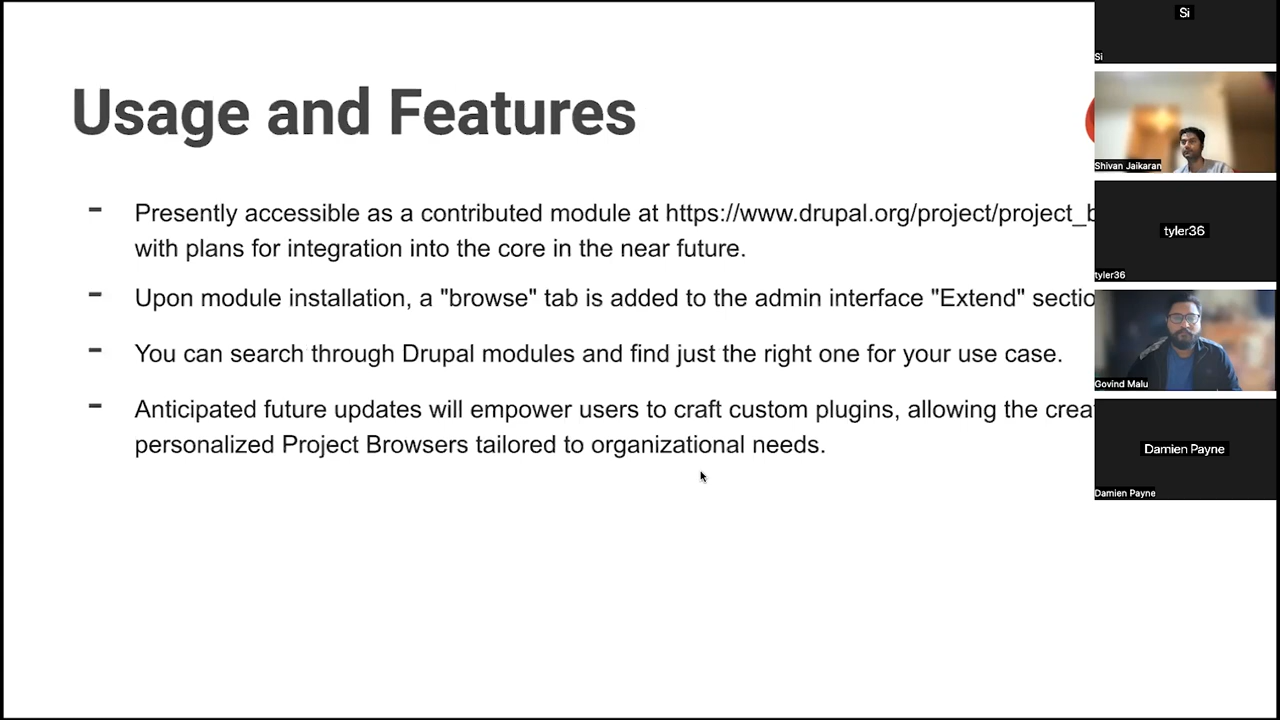 Usage and Features
- Presently accessible as a contributed module at https://www.drupal.org/project/project_b
with plans for integration into the core in the near future.
- Upon module installation, a "browse" tab is added to the admin interface "Extend" sectio
- You can search through Drupal modules and find just the right one for your use case.
- Anticipated future updates will empower users to craft custom plugins, allowing the crea
personalized Project Browsers tailored to organizational needs.
Si
Si
Shivan Jaikaran
tyler36
tyler36
Govind Malu
Damien Payne
Damien Payne